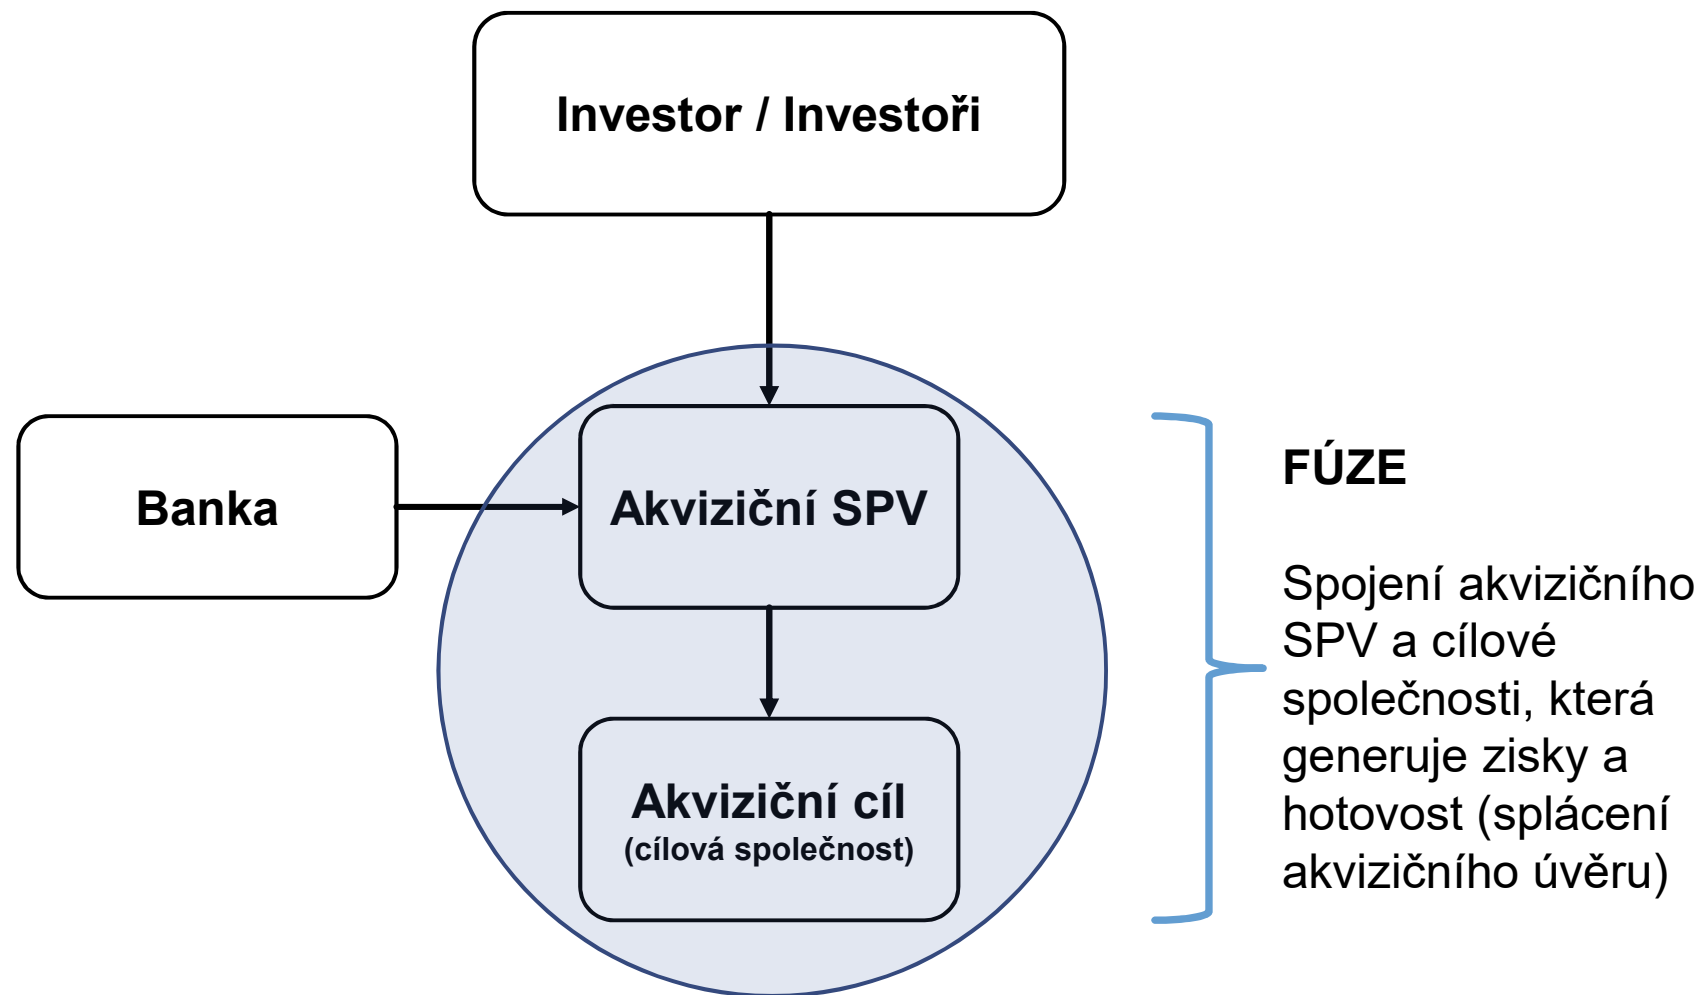 Investor / Investoři
Banka
Akviziční SPV
Akviziční cíl
(cílová společnost)
FÚZE
Spojení akvizičního
SPV a cílové
společnosti, která
generuje zisky a
hotovost (splácení
akvizičního úvěru)